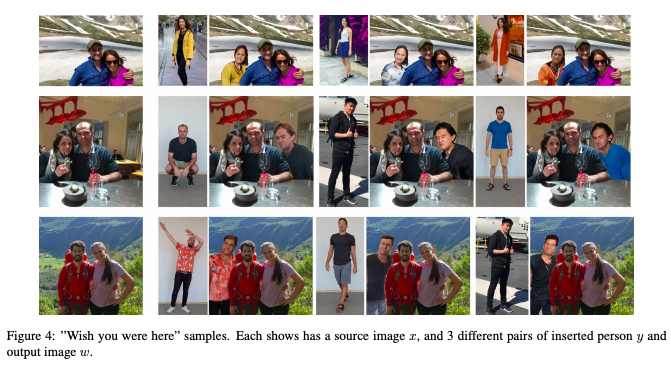 Figure 4: ”Wish you were here” samples. Each shows has a source image x, and 3 different pairs of inserted person y and
output image w.